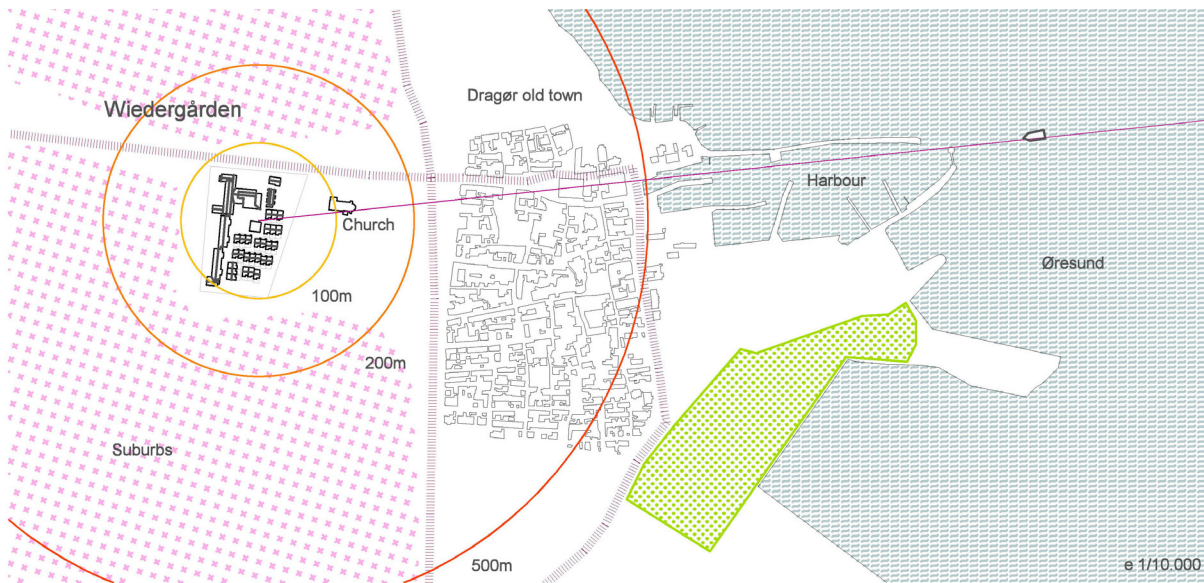 Dragør old town
Wiedergården
Harbour
Church
Øresund
100m
200m
Suburbs
500m
e 1/10.000